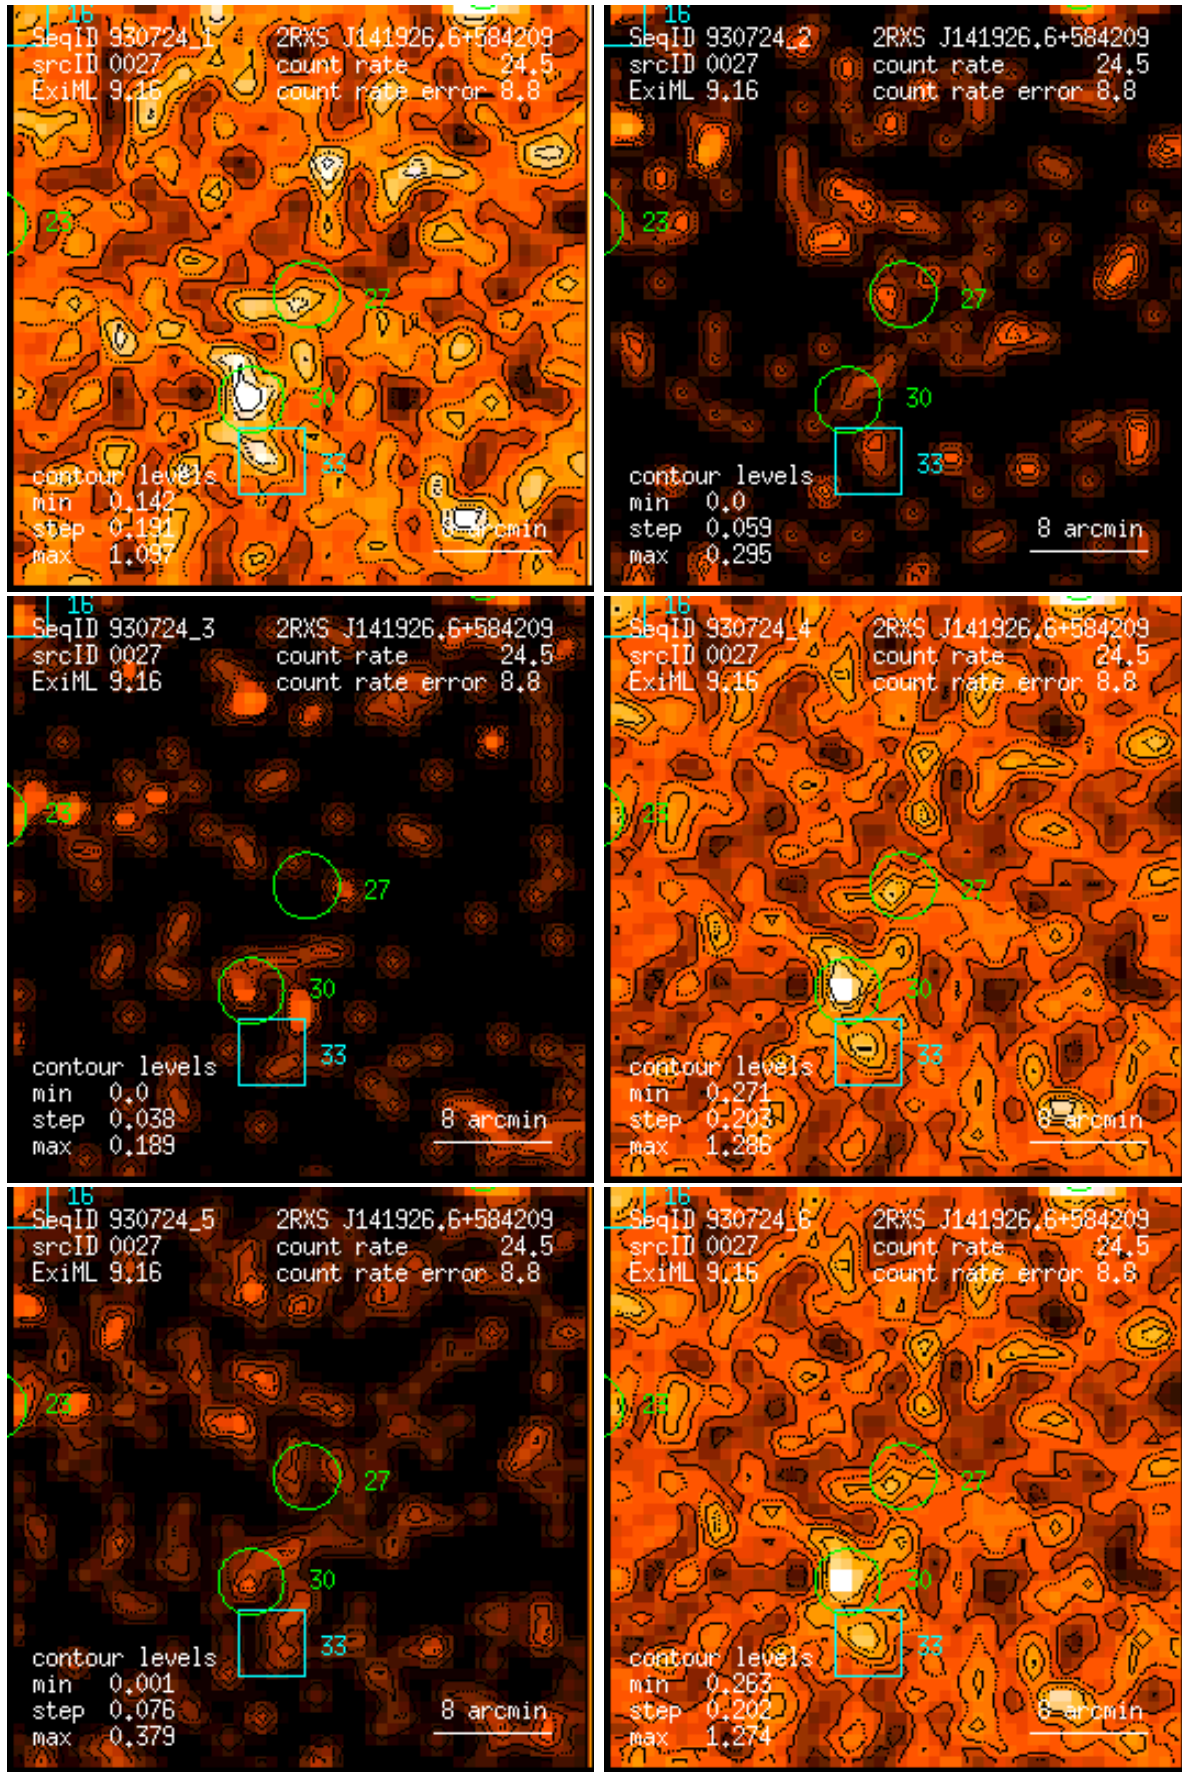 16
SeqID 930724_1 2RXS J141926.6+584209
srcID 0027 count rate 24.5
ExiML 9.16 count rate error 8.8
23
27
30
33
contour levels
min 0.142
step 0.191
max 1.097
8 arcmin
16
SeqID 930724_2 2RXS J141926.6+584209
srcID 0027 count rate 24.5
ExiML 9.16 count rate error 8.8
23
27
30
33
contour levels
min 0.0
step 0.059
max 0.295
8 arcmin
16
SeqID 930724_3 2RXS J141926.6+584209
srcID 0027 count rate 24.5
ExiML 9.16 count rate error 8.8
23
27
30
33
contour levels
min 0.0
step 0.038
max 0.189
8 arcmin
16
SeqID 930724_4 2RXS J141926.6+584209
srcID 0027 count rate 24.5
ExiML 9.16 count rate error 8.8
23
27
30
33
contour levels
min 0.271
step 0.203
max 1.286
8 arcmin
16
SeqID 930724_5 2RXS J141926.6+584209
srcID 0027 count rate 24.5
ExiML 9.16 count rate error 8.8
23
27
30
33
contour levels
min 0.001
step 0.076
max 0.379
8 arcmin
16
SeqID 930724_6 2RXS J141926.6+584209
srcID 0027 count rate 24.5
ExiML 9.16 count rate error 8.8
23
27
30
33
contour levels
min 0.263
step 0.202
max 1.274
8 arcmin